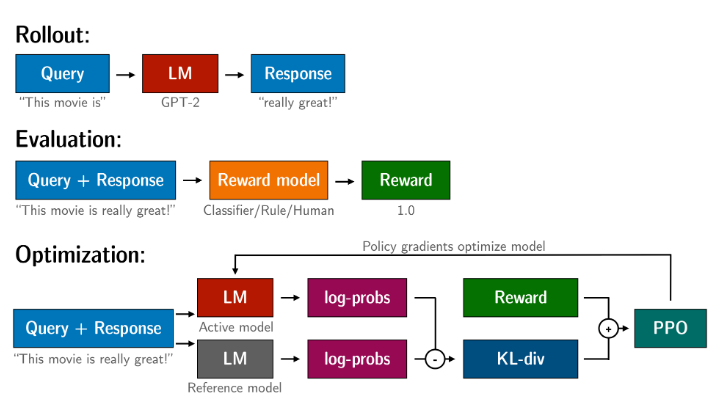 Rollout:
Query
LM
Response
“This movie is”
GPT-2
“really great!”
Evaluation:
Query + Response
Reward model
Reward
“This movie is really great!”
Classifier/Rule/Human
1.0
Optimization:
Policy gradients optimize model
LM
log-probs
Reward
Active model
Query + Response
“This movie is really great!”
+
PPO
LM
log-probs
-
KL-div
Reference model